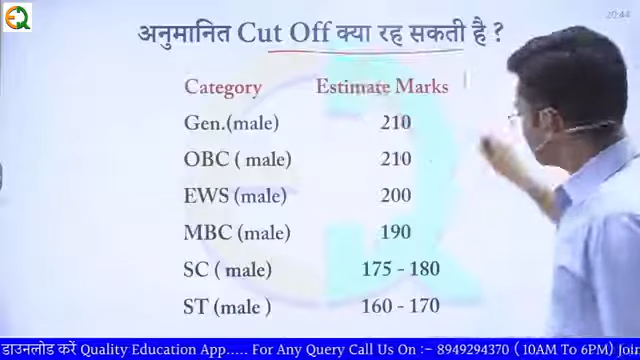 20:44
अनुमानित Cut Off क्या रह सकती है ?
Category Estimate Marks
Gen.(male) 210
OBC ( male) 210
EWS (male) 200
MBC (male) 190
SC ( male) 175 - 180
ST (male ) 160 - 170
डाउनलोड करें Quality Education App..... For Any Query Call Us On :– 8949294370 ( 10AM To 6PM) Join